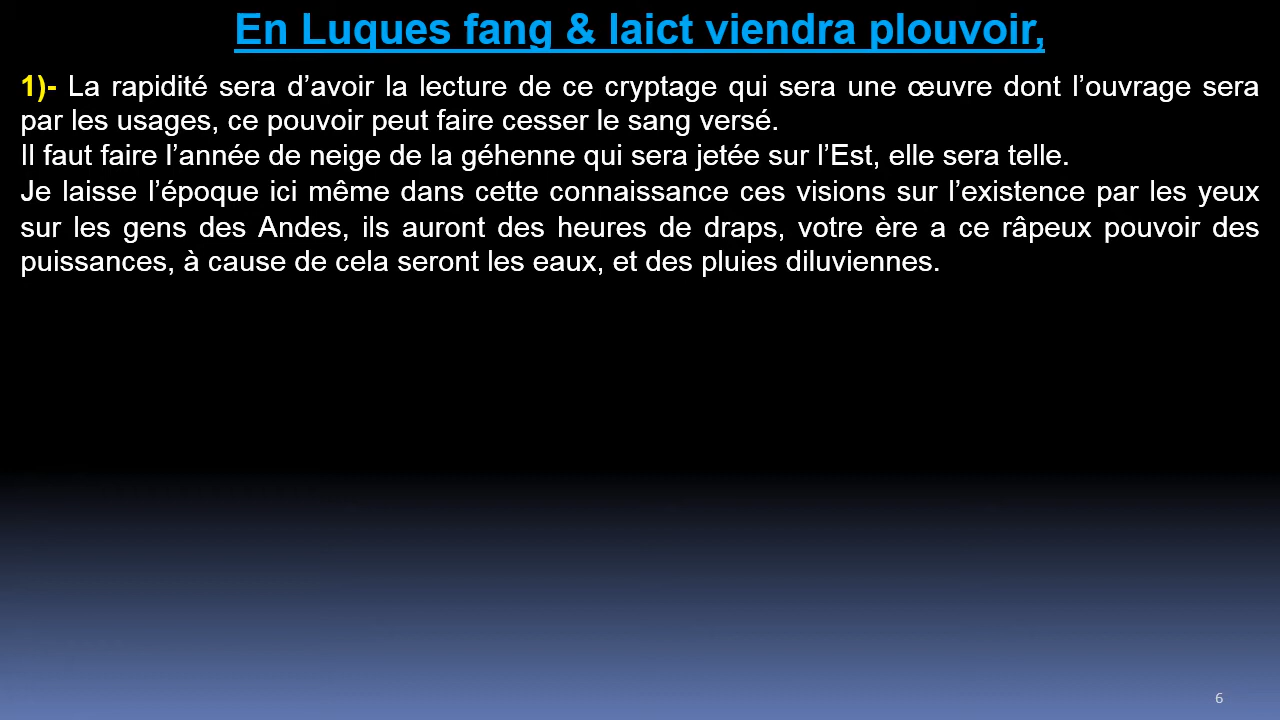 En Luques fang & laict viendra plouvoir,
1)- La rapidité sera d’avoir la lecture de ce cryptage qui sera une œuvre dont l’ouvrage sera
par les usages, ce pouvoir peut faire cesser le sang versé.
Il faut faire l’année de neige de la géhenne qui sera jetée sur l’Est, elle sera telle.
Je laisse l’époque ici même dans cette connaissance ces visions sur l’existence par les yeux
sur les gens des Andes, ils auront des heures de draps, votre ère a ce râpeux pouvoir des
puissances, à cause de cela seront les eaux, et des pluies diluviennes.
6